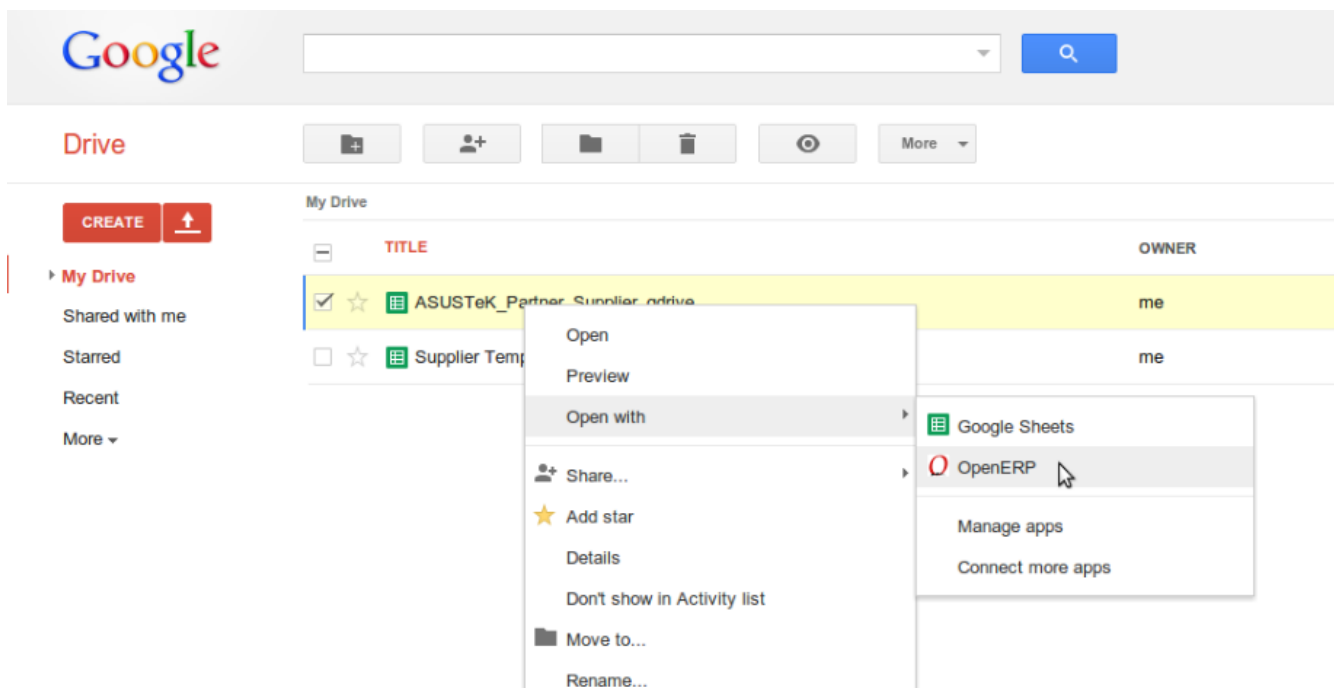 Google
Drive
More
CREATE
My Drive
Shared with me
Starred
Recent
More
My Drive
TITLE
OWNER
ASUSTeK_Partner_Supplier_gdrive
me
Supplier Temp
me
Open
Preview
Open with
Share...
Add star
Details
Don't show in Activity list
Move to...
Rename...
Google Sheets
OpenERP
Manage apps
Connect more apps